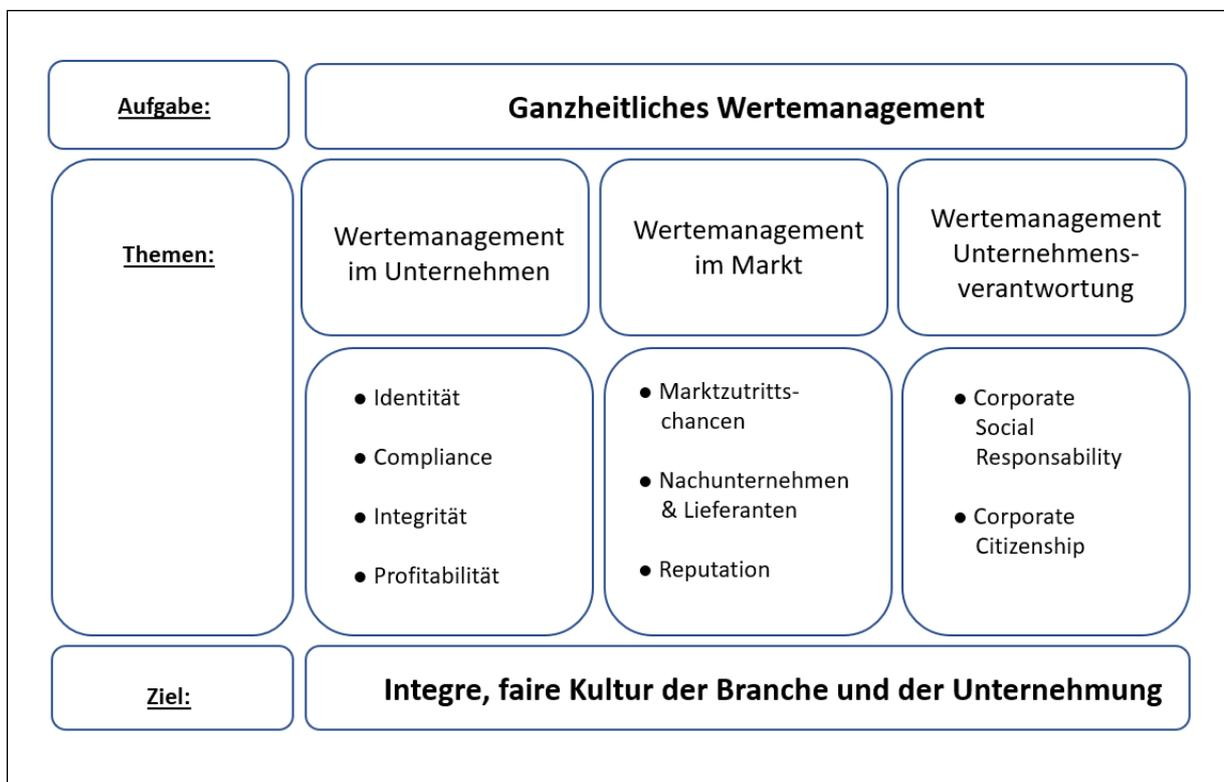 Aufgabe:
Ganzheitliches Wertemanagement
Themen:
Wertemanagement
im Unternehmen
Wertemanagement
im Markt
Wertemanagement
Unternehmens-
verantwortung
● Identität
● Compliance
● Integrität
● Profitabilität
● Marktzutritts-
chancen
● Nachunternehmen
& Lieferanten
● Reputation
● Corporate
Social
Responsability
● Corporate
Citizenship
Ziel:
Integre, faire Kultur der Branche und der Unternehmung